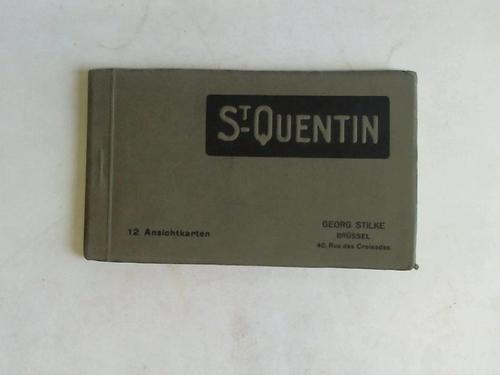 ST-QUENTIN
12 Ansichtkarten
GEORG STILKE
BRÜSSEL
40, Rue des Croisades